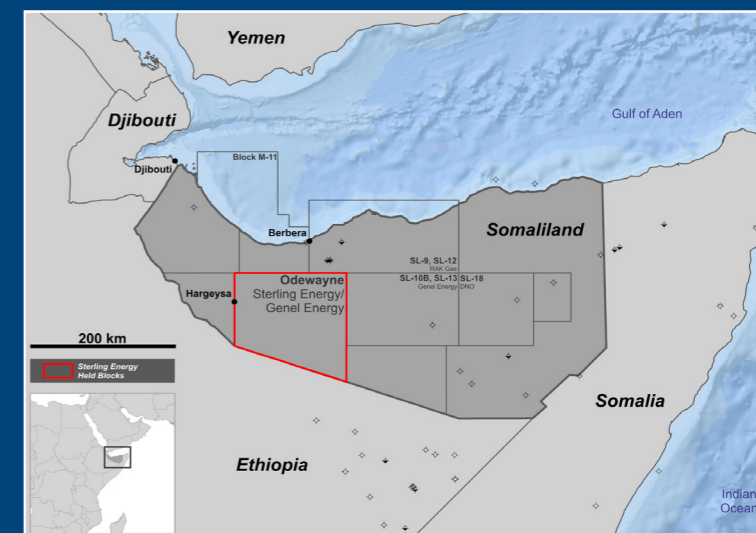 Yemen
Gulf of Aden
Djibouti
Block M-11
Djibouti
Berbera
Somaliland
SL-9, SL-12
RAK Gas
SL-10B, SL-13
Genel Energy
SL-18
DNO
Odewayne
Sterling Energy/
Genel Energy
Hargeysa
200 km
Sterling Energy
Held Blocks
Somalia
Ethiopia
Indian
Ocean